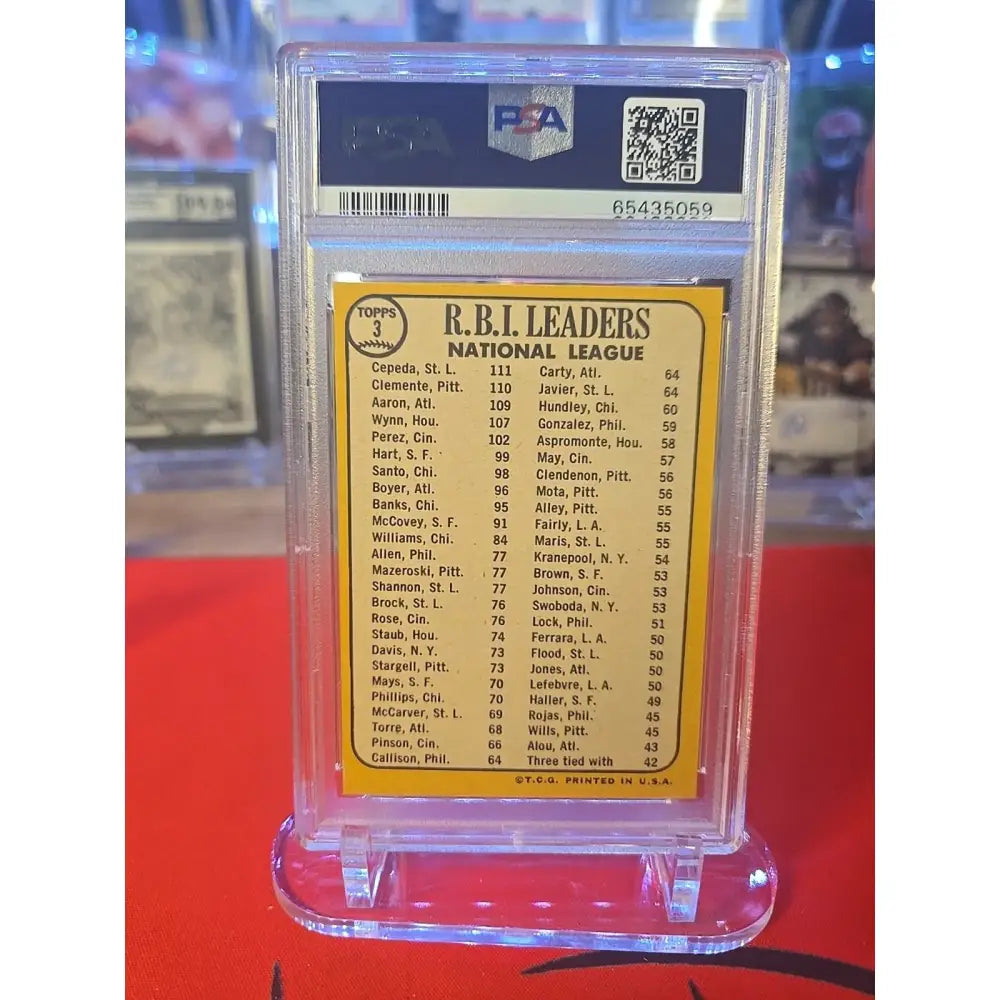 PSA
65435059
TOPPS
3
R.B.I. LEADERS
NATIONAL LEAGUE
Cepeda, St. L. 111
Clemente, Pitt. 110
Aaron, Atl. 109
Wynn, Hou. 107
Perez, Cin. 102
Hart, S. F. 99
Santo, Chi. 98
Boyer, Atl. 96
Banks, Chi. 95
McCovey, S. F. 91
Williams, Chi. 84
Allen, Phil. 77
Mazeroski, Pitt. 77
Shannon, St. L. 77
Brock, St. L. 76
Rose, Cin. 76
Staub, Hou. 74
Davis, N. Y. 73
Stargell, Pitt. 73
Mays, S. F. 70
Phillips, Chi. 70
McCarver, St. L. 69
Torre, Atl. 68
Pinson, Cin. 66
Callison, Phil. 64
Carty, Atl. 64
Javier, St. L. 64
Hundley, Chi. 60
Gonzalez, Phil. 59
Aspromonte, Hou. 58
May, Cin. 57
Clendenon, Pitt. 56
Mota, Pitt. 56
Alley, Pitt. 55
Fairly, L. A. 55
Maris, St. L. 55
Kranepool, N. Y. 54
Brown, S. F. 53
Johnson, Cin. 53
Swoboda, N. Y. 53
Lock, Phil. 51
Ferrara, L. A. 50
Flood, St. L. 50
Jones, Atl. 50
Lefebvre, L. A. 50
Haller, S. F. 49
Rojas, Phil. 45
Wills, Pitt. 45
Alou, Atl. 43
Three tied with 42
©T.C.G. PRINTED IN U.S.A.